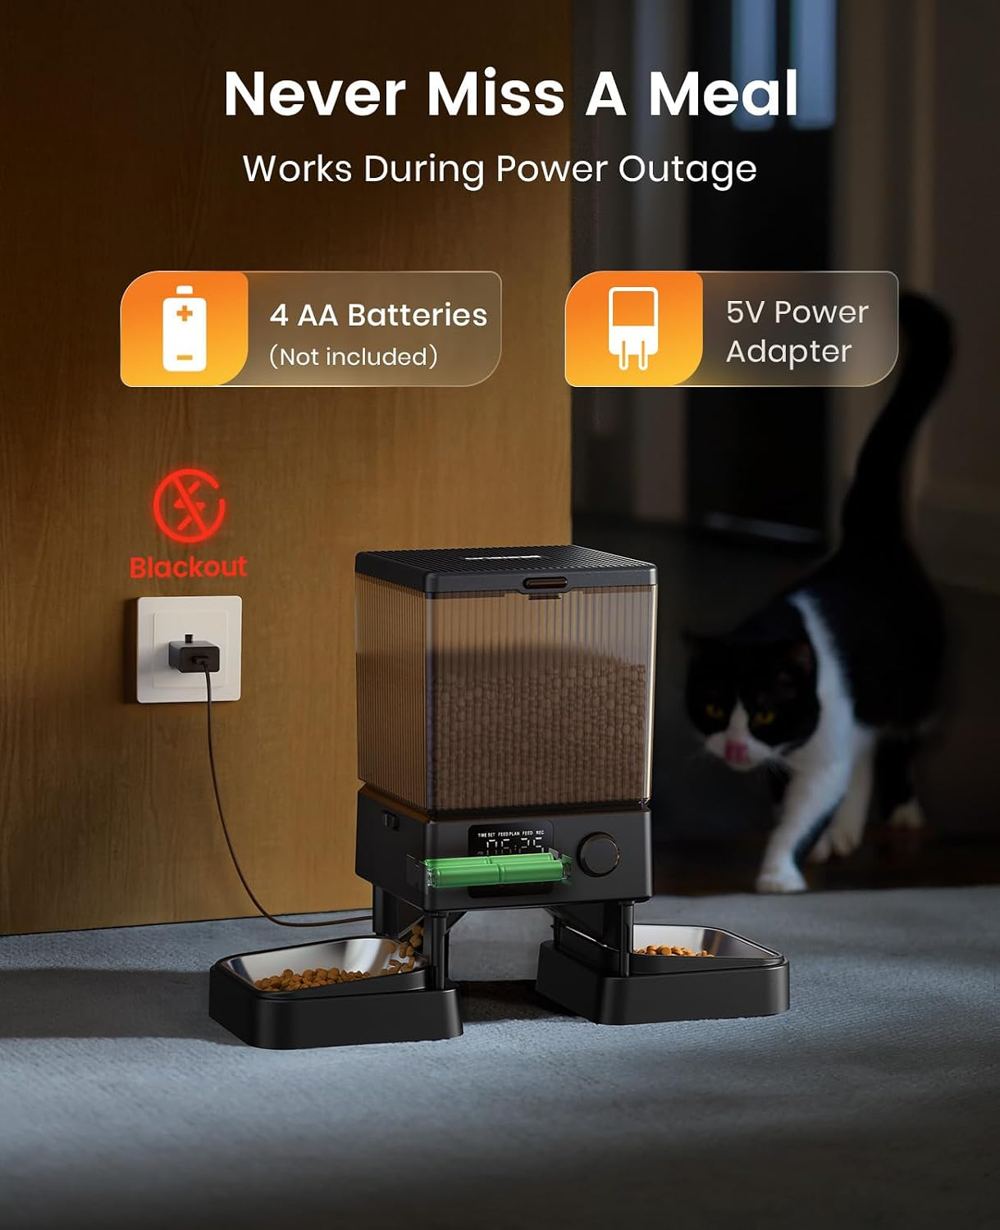 Never Miss A Meal
Works During Power Outage
4 AA Batteries
(Not included)
5V Power
Adapter
Blackout
TIME SET FEED PLAN FEED REC